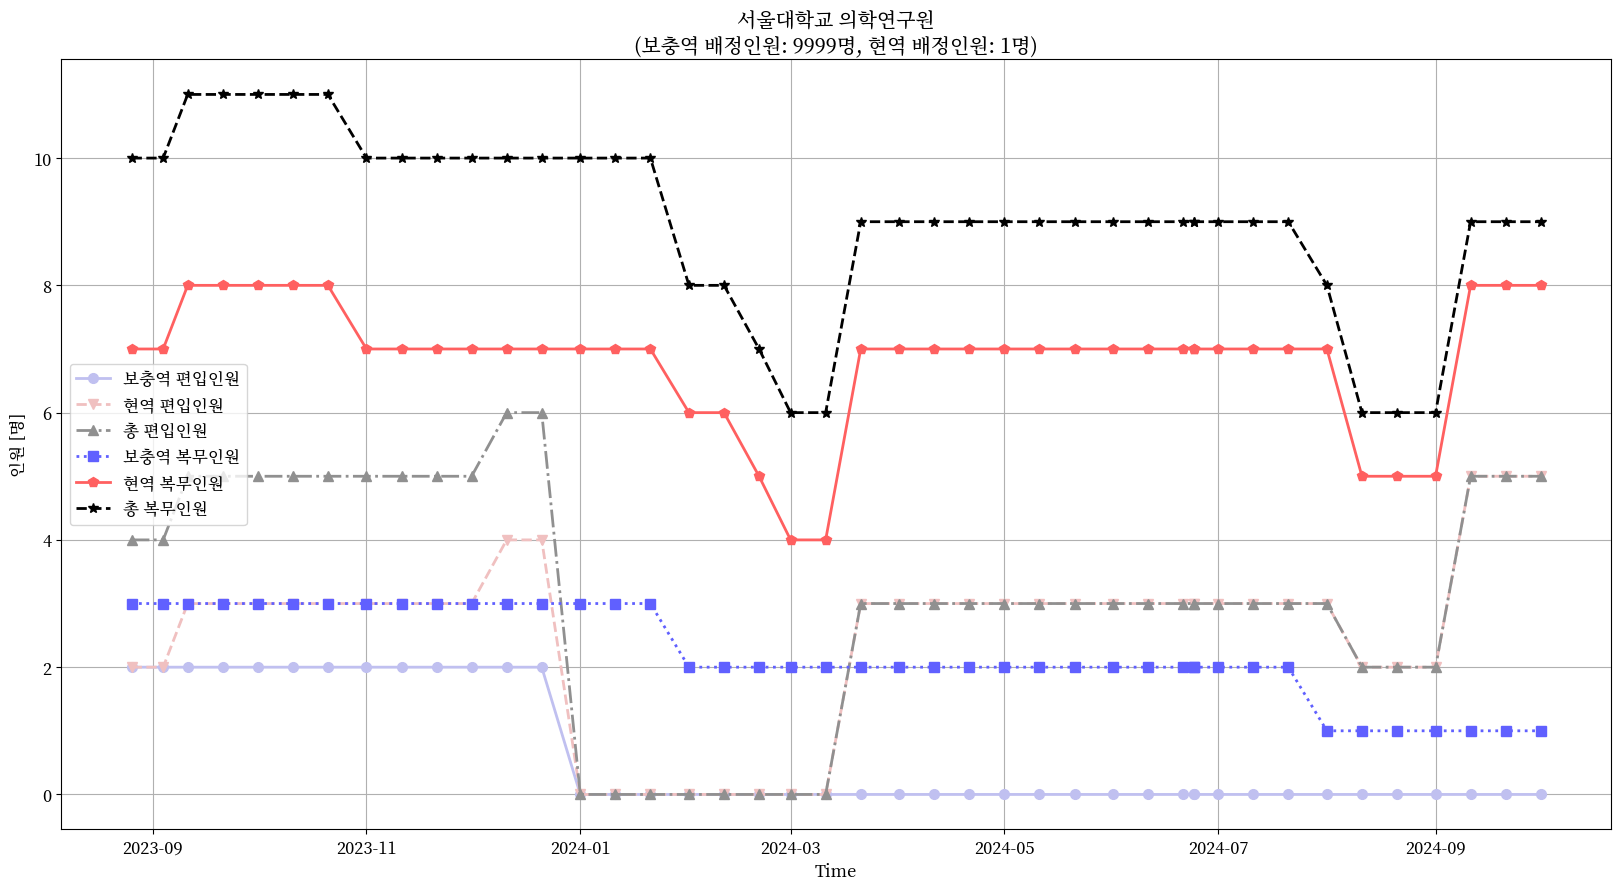 서울대학교 의학연구원
(보충역 배정인원: 9999명, 현역 배정인원: 1명)
인원 [명]
10
8
6
4
2
0
보충역 편입인원
현역 편입인원
총 편입인원
보충역 복무인원
현역 복무인원
총 복무인원
2023-09
2023-11
2024-01
2024-03
2024-05
2024-07
2024-09
Time